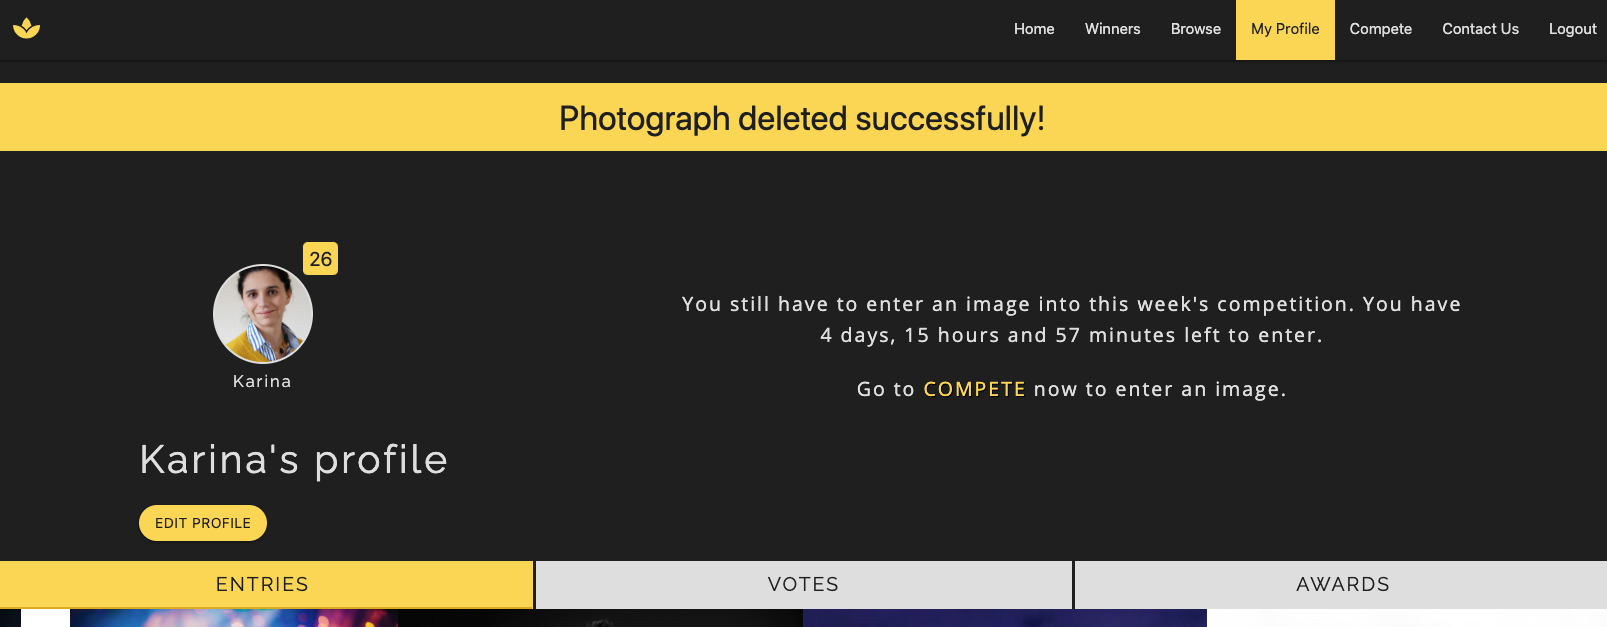 Home Winners Browse My Profile Compete Contact Us Logout
Photograph deleted successfully!
26
Karina
You still have to enter an image into this week's competition. You have
4 days, 15 hours and 57 minutes left to enter.
Go to COMPETE now to enter an image.
Karina's profile
EDIT PROFILE
ENTRIES VOTES AWARDS